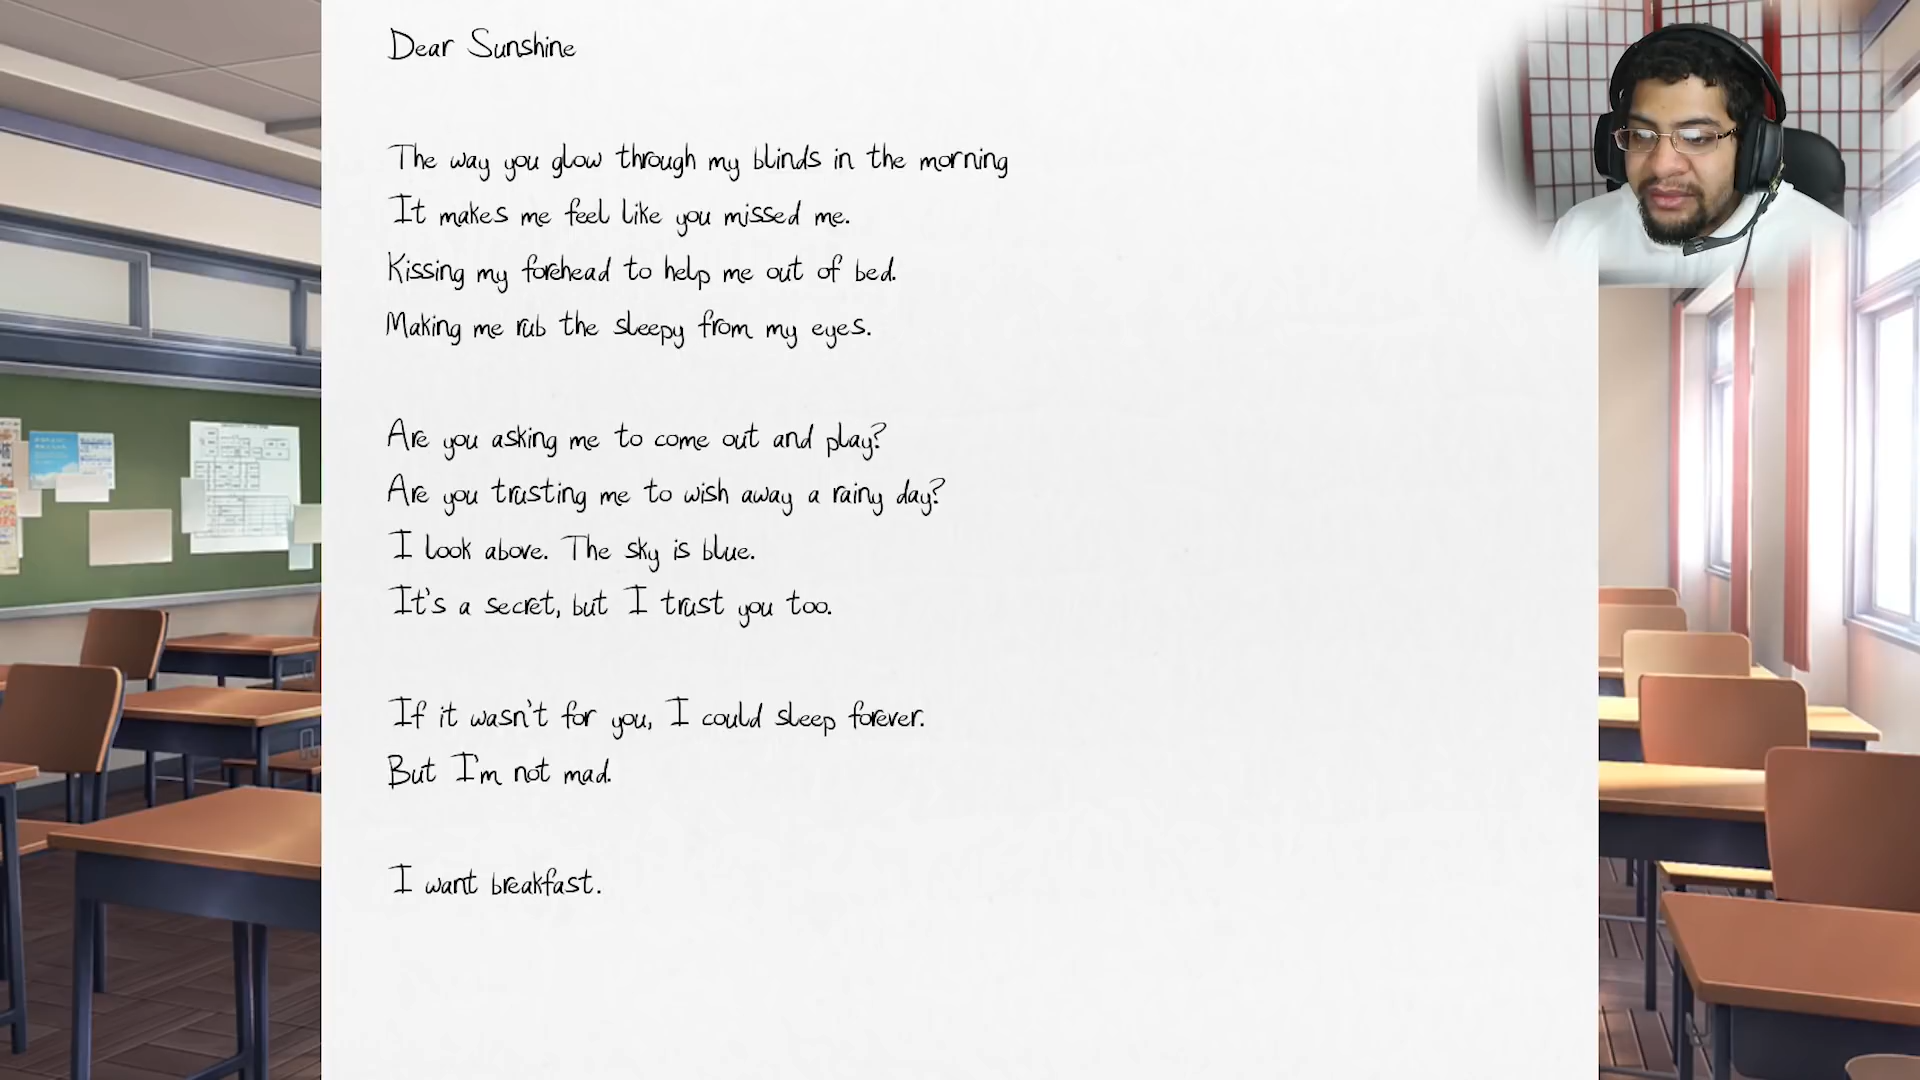 Dear Sunshine
The way you glow through my blinds in the morning
It makes me feel like you missed me.
Kissing my forehead to help me out of bed.
Making me rub the sleepy from my eyes.
Are you asking me to come out and play?
Are you trusting me to wish away a rainy day?
I look above. The sky is blue.
It's a secret, but I trust you too.
If it wasn't for you, I could sleep forever.
But I'm not mad.
I want breakfast.